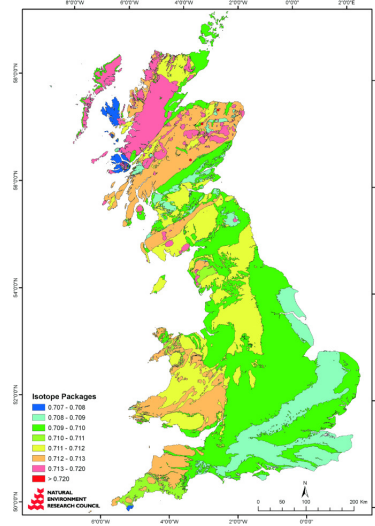 8°0'0"W 6°0'0"W 4°0'0"W 2°0'0"W 0°0'0" 2°0'0"E
58°0'0"N
56°0'0"N
54°0'0"N
52°0'0"N
50°0'0"N
Isotope Packages
0.707 - 0.708
0.708 - 0.709
0.709 - 0.710
0.710 - 0.711
0.711 - 0.712
0.712 - 0.713
0.713 - 0.720
> 0.720
NATURAL
ENVIRONMENT
RESEARCH COUNCIL
N
0 50 100 200 Km
6°0'0"W 4°0'0"W 2°0'0"W 0°0'0"